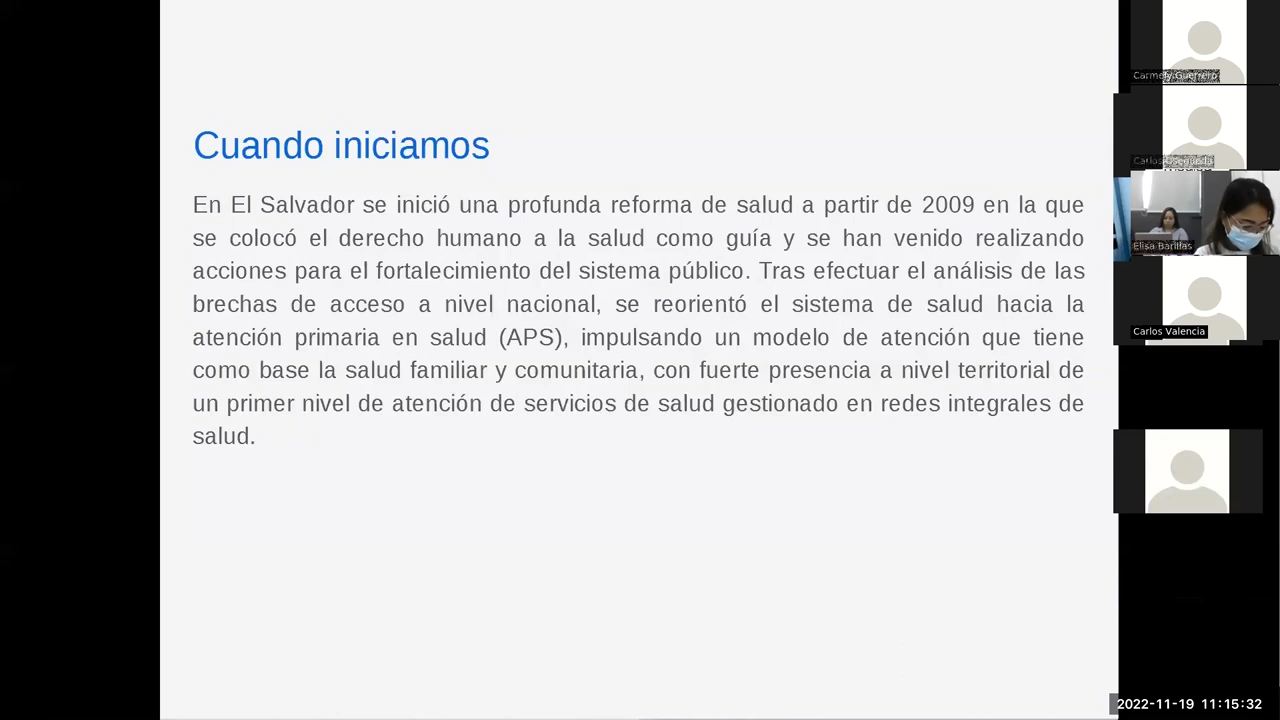 Cuando iniciamos
En El Salvador se inició una profunda reforma de salud a partir de 2009 en la que
se colocó el derecho humano a la salud como guía y se han venido realizando
acciones para el fortalecimiento del sistema público. Tras efectuar el análisis de las
brechas de acceso a nivel nacional, se reorientó el sistema de salud hacia la
atención primaria en salud (APS), impulsando un modelo de atención que tiene
como base la salud familiar y comunitaria, con fuerte presencia a nivel territorial de
un primer nivel de atención de servicios de salud gestionado en redes integrales de
salud.
Carmely Guerrero
Carlos
Elisa Barillas
Carlos Valencia
2022-11-19 11:15:32